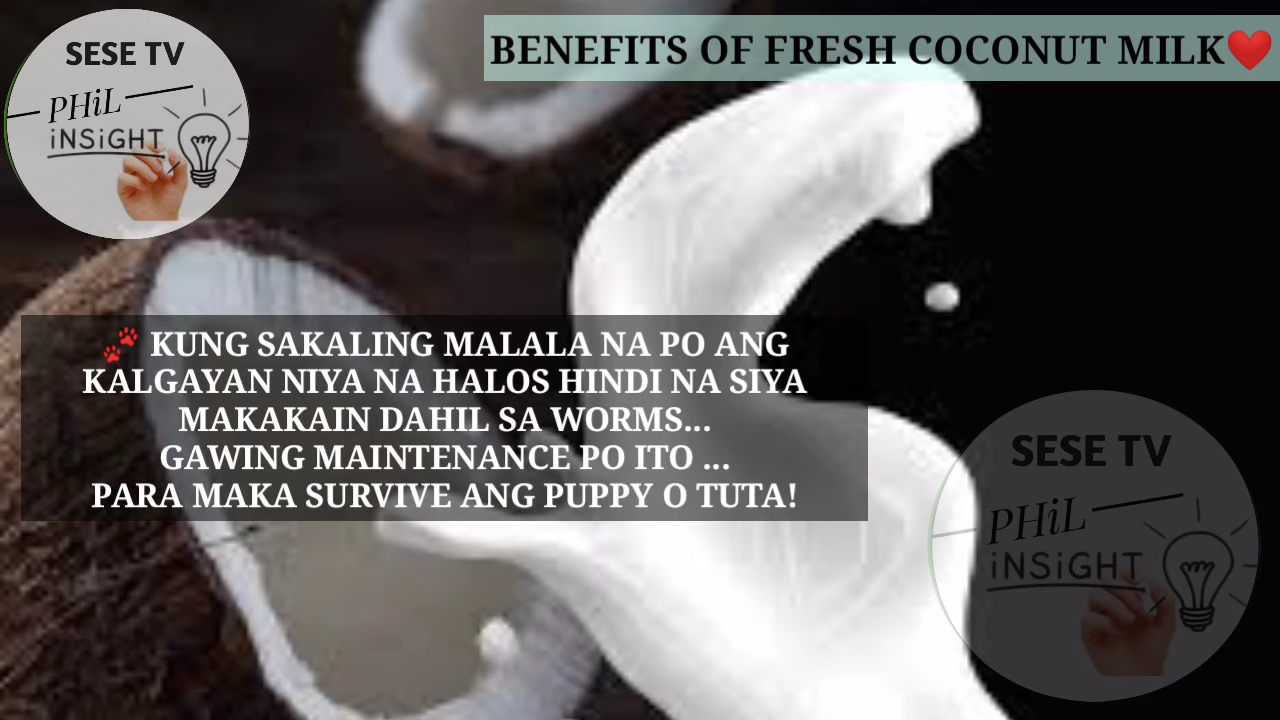 SESE TV
PHiL
iNSiGHT
BENEFITS OF FRESH COCONUT MILK❤️
🐾 KUNG SAKALING MALALA NA PO ANG
KALGAYAN NIYA NA HALOS HINDI NA SIYA
MAKAKAIN DAHIL SA WORMS...
GAWING MAINTENANCE PO ITO ...
PARA MAKA SURVIVE ANG PUPPY O TUTA!
SESE TV
PHiL
iNSiGHT